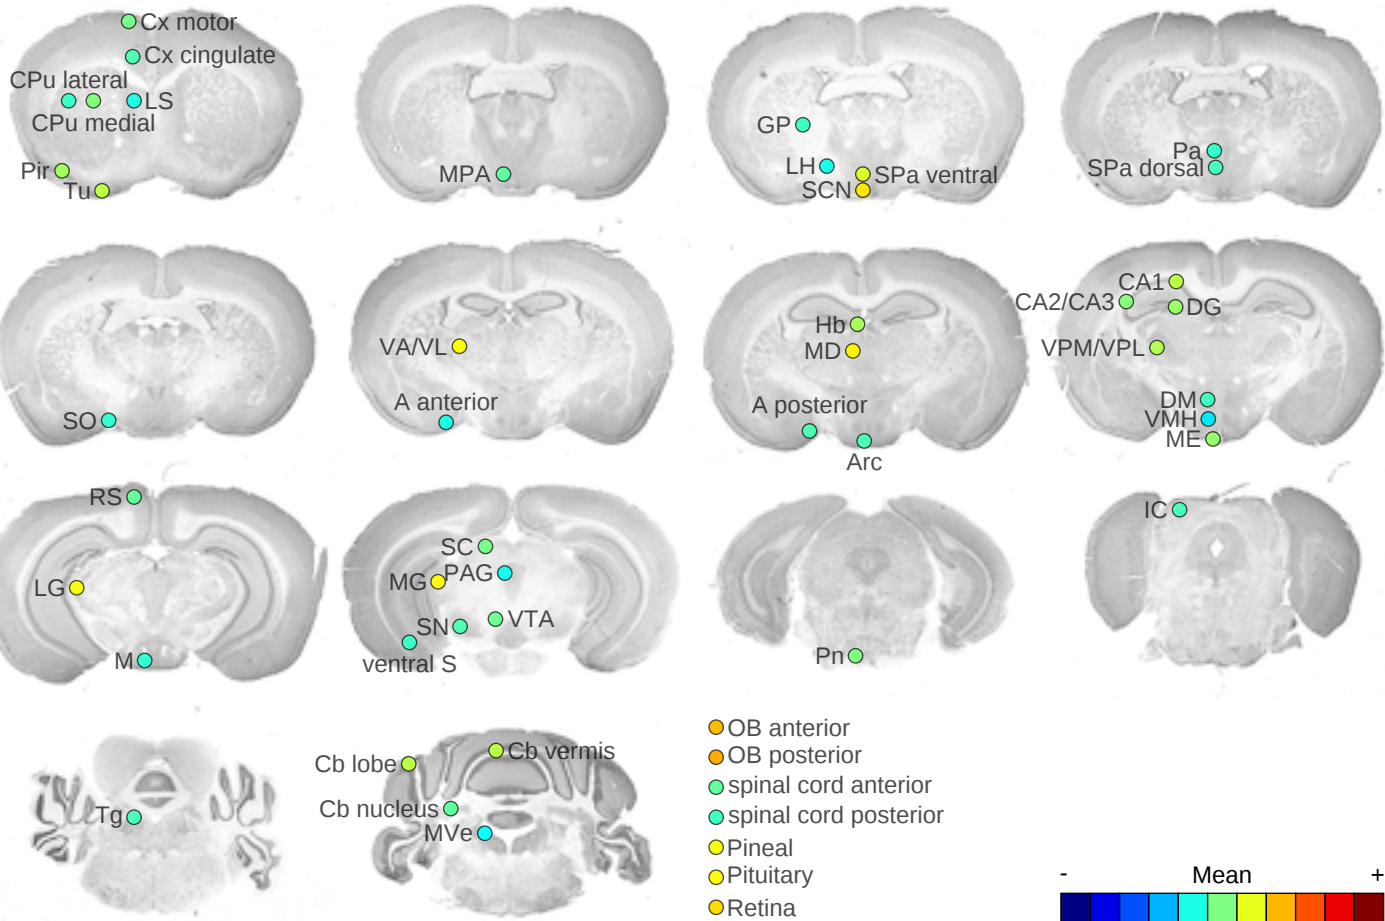 Cx motor
Cx cingulate
CPu lateral
LS
CPu medial
Pir
Tu
MPA
GP
LH
SPa ventral
SCN
Pa
SPa dorsal
SO
VA/VL
A anterior
Hb
MD
A posterior
Arc
CA1
CA2/CA3
DG
VPM/VPL
DM
VMH
ME
RS
LG
M
SC
MG
PAG
SN
VTA
ventral S
Pn
IC
Tg
Cb lobe
Cb vermis
Cb nucleus
MVe
OB anterior
OB posterior
spinal cord anterior
spinal cord posterior
Pineal
Pituitary
Retina
- Mean +